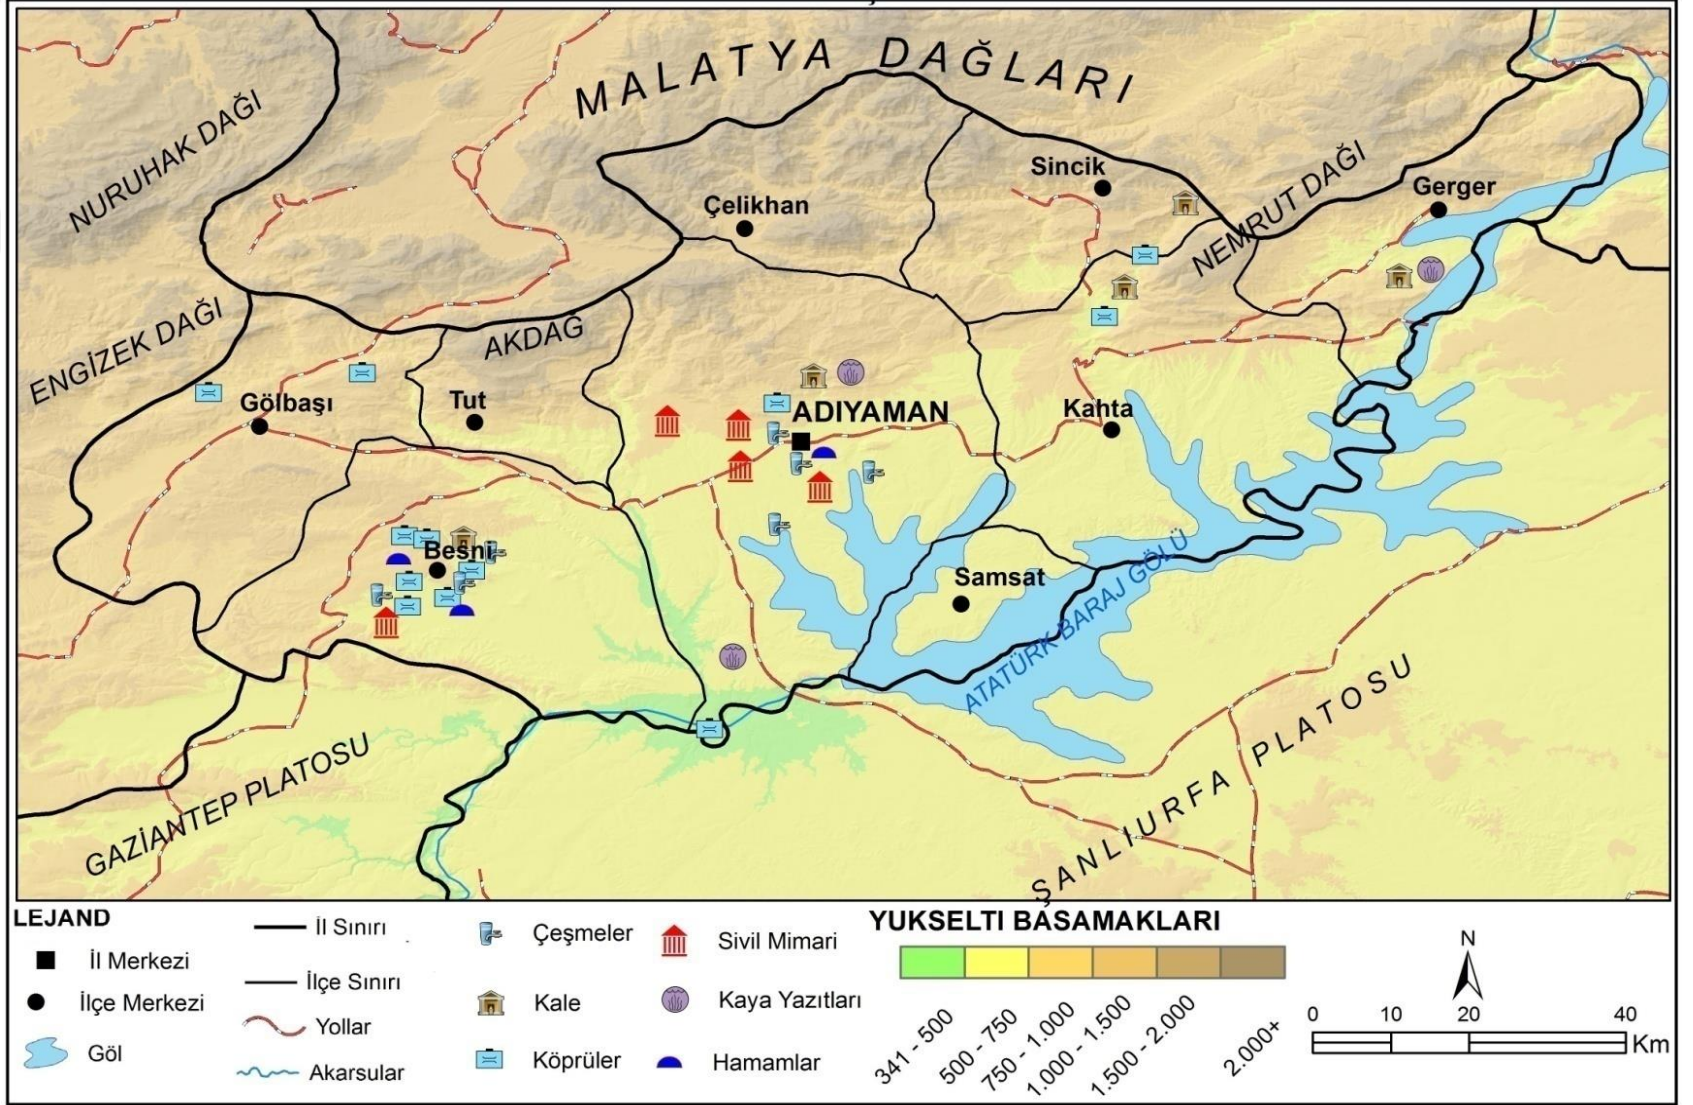 MALATYA DAĞLARI
NURUHAK DAĞI
Sincik
NEMRUT DAĞI
Gerger
Çelikhan
ENGİZEK DAĞI
AKDAĞ
Gölbaşı
Tut
ADIYAMAN
Kahta
Besni
Samsat
ATATÜRK BARAJ GÖLÜ
GAZİANTEP PLATOSU
ŞANLIURFA PLATOSU
LEJAND
İl Merkezi
İlçe Merkezi
Göl
İl Sınırı
İlçe Sınırı
Yollar
Akarsular
Çeşmeler
Kale
Köprüler
Sivil Mimari
Kaya Yazıtları
Hamamlar
YUKSELTI BASAMAKLARI
341 - 500
500 - 750
750 - 1.000
1.000 - 1.500
1.500 - 2.000
2.000+
N
0 10 20 40
Km